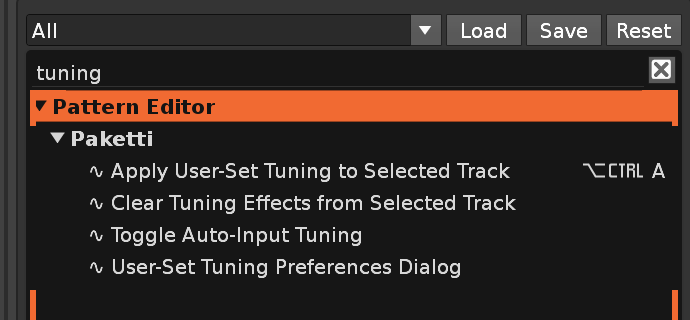 All Load Save Reset
tuning
Pattern Editor
Paketti
Apply User-Set Tuning to Selected Track ⌥CTRL A
Clear Tuning Effects from Selected Track
Toggle Auto-Input Tuning
User-Set Tuning Preferences Dialog